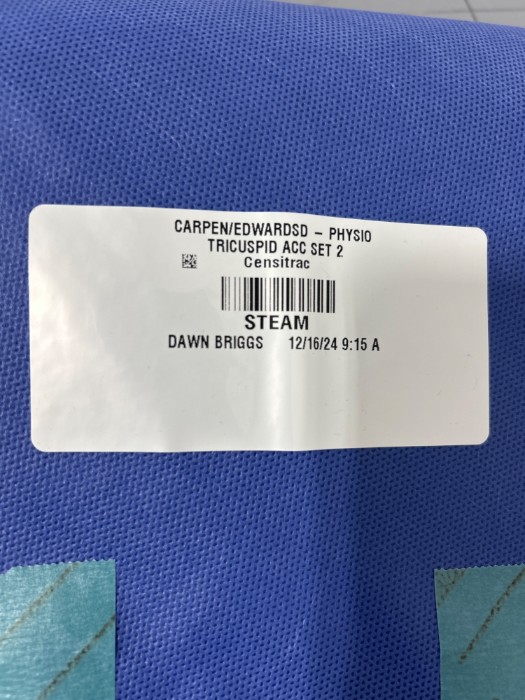 CARPEN/EDWARDSD - PHYSIO
TRICUSPID ACC SET 2
Censitrac
STEAM
DAWN BRIGGS 12/16/24 9:15 A